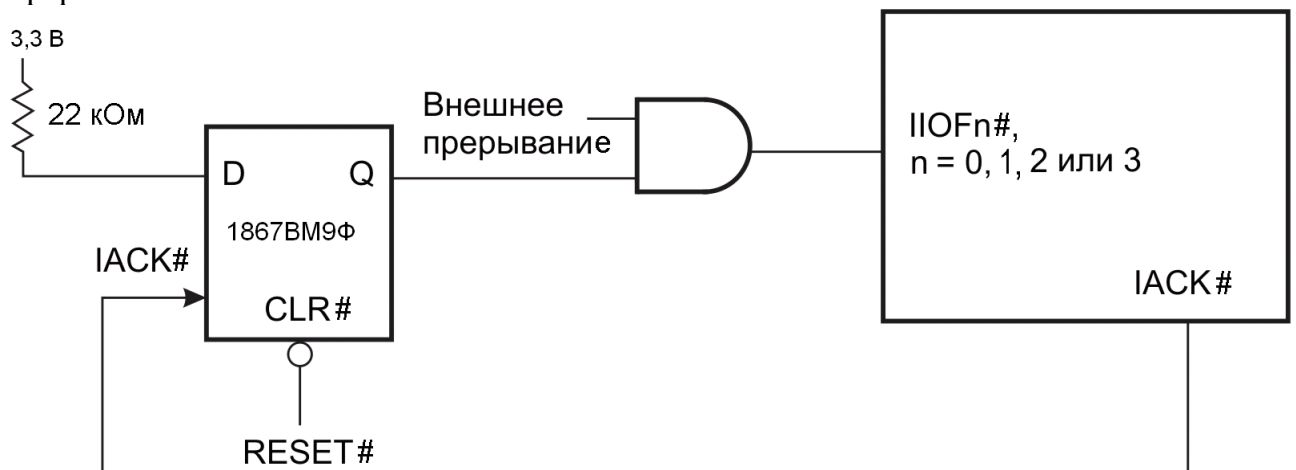 3,3 В
22 кОм
D
Q
1867ВМ9Ф
CLR#
IACK#
RESET#
Внешнее
прерывание
IIOFn#,
n = 0, 1, 2 или 3
IACK#